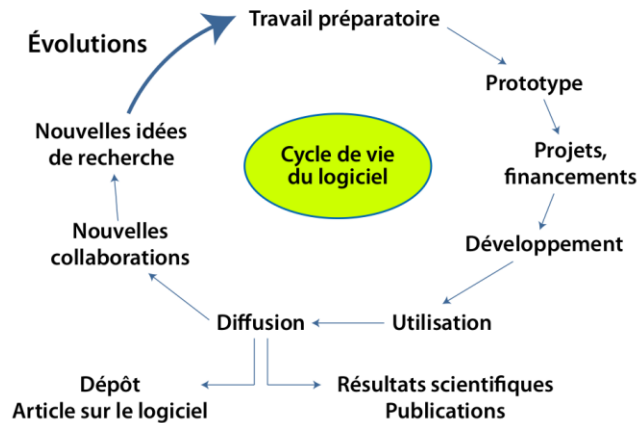 Travail préparatoire
Évolutions
Prototype
Nouvelles idées
de recherche
Cycle de vie
du logiciel
Projets,
financements
Nouvelles
collaborations
Développement
Diffusion
Utilisation
Dépôt
Article sur le logiciel
Résultats scientifiques
Publications